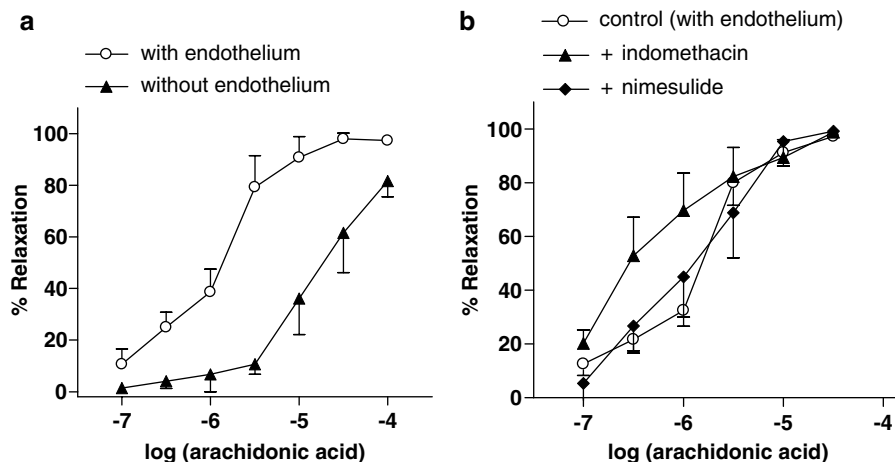 a
with endothelium
without endothelium
% Relaxation
100
80
60
40
20
0
-7 -6 -5 -4
log (arachidonic acid)
b
control (with endothelium)
+ indomethacin
+ nimesulide
% Relaxation
100
80
60
40
20
0
-7 -6 -5 -4
log (arachidonic acid)